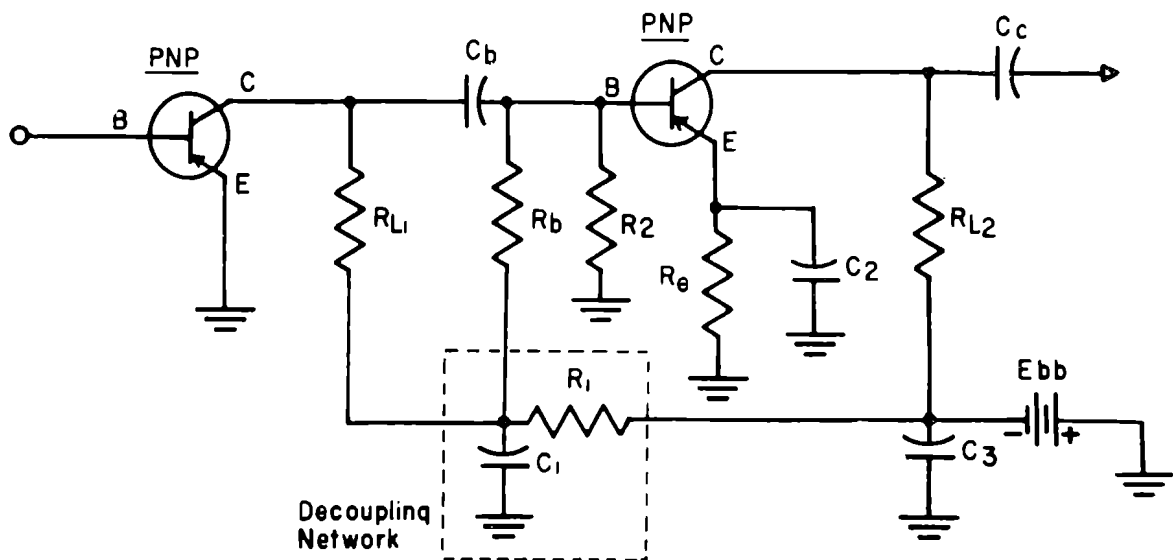 PNP
PNP
Cb
Cc
C
C
B
B
E
E
RL1
Rb
R2
Re
C2
RL2
R1
Ebb
- +
C1
C3
Decoupling
Network